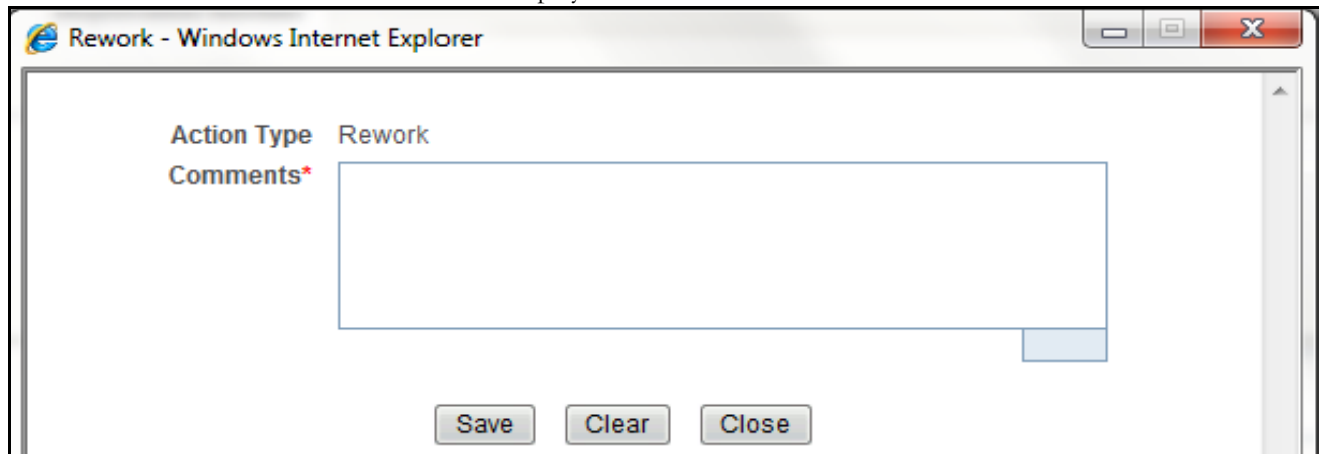 Rework - Windows Internet Explorer
Action Type Rework
Comments*
Save Clear Close